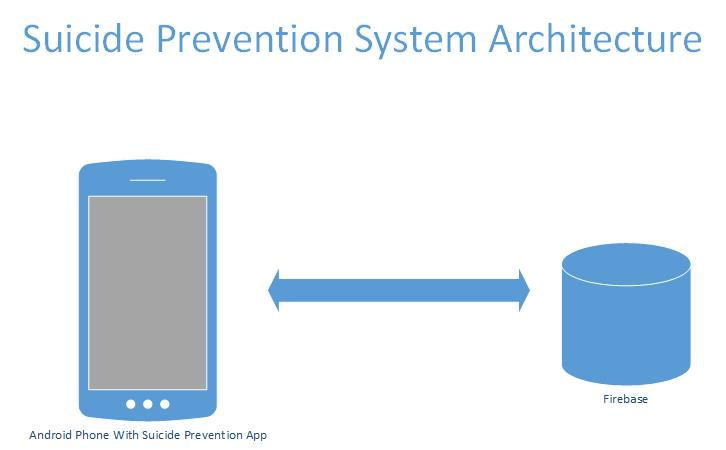 Suicide Prevention System Architecture
Firebase
Android Phone With Suicide Prevention App